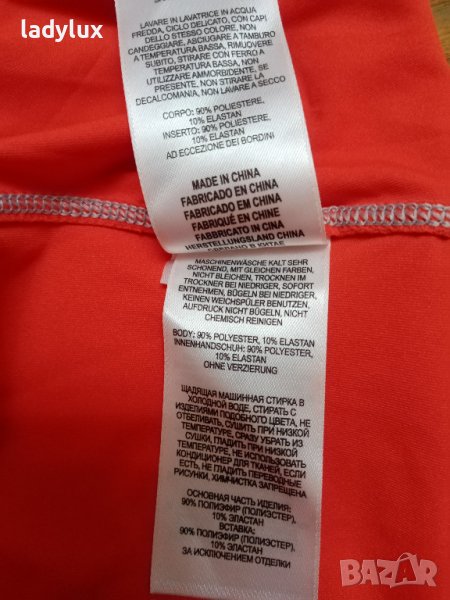 ladylux
LAVARE IN LAVATRICE IN ACQUA
FREDDA, CICLO DELICATO, CON CAPI
DELLO STESSO COLORE, NON
CANDEGGIARE, ASCIUGARE A TAMBURO
A TEMPERATURA BASSA, RIMUOVERE
SUBITO, STIRARE CON FERRO A
TEMPERATURA BASSA, NON
UTILIZZARE AMMORBIDENTE, SE
PRESENTE, NON STIRARE LA
DECALCOMANIA, NON LAVARE A SECCO
CORPO: 90% POLIESTERE,
10% ELASTAN
INSERTO: 90% POLIESTERE,
10% ELASTAN
AD ECCEZIONE DEI BORDINI
MADE IN CHINA
FABRICADO EN CHINA
FABRICADO EM CHINA
FABRIQUÉ EN CHINE
FABBRICATO IN CINA
HERSTELLUNGSLAND CHINA
СДЕЛАНО В КИТАЕ
MASCHINENWÄSCHE KALT SEHR
SCHONEND, MIT GLEICHEN FARBEN,
NICHT BLEICHEN, TROCKNEN IM
TROCKNER BEI NIEDRIGER, SOFORT
ENTNEHMEN, BÜGELN BEI NIEDRIGER,
KEINEN WEICHSPÜLER BENUTZEN,
AUFDRUCK NICHT BÜGELN, NICHT
CHEMISCH REINIGEN
BODY: 90% POLYESTER, 10% ELASTAN
INNENHANDSCHUH: 90% POLYESTER,
10% ELASTAN
OHNE VERZIERUNG
ЩАДЯЩАЯ МАШИННАЯ СТИРКА В
ХОЛОДНОЙ ВОДЕ, СТИРАТЬ С
ИЗДЕЛИЯМИ ПОДОБНОГО ЦВЕТА, НЕ
ОТБЕЛИВАТЬ, СУШИТЬ ПРИ НИЗКОЙ
ТЕМПЕРАТУРЕ, СРАЗУ УБРАТЬ ИЗ
СУШКИ, ГЛАДИТЬ ПРИ НИЗКОЙ
ТЕМПЕРАТУРЕ, НЕ ИСПОЛЬЗОВАТЬ
КОНДИЦИОНЕР ДЛЯ ТКАНЕЙ, ЕСЛИ
ЕСТЬ, НЕ ГЛАДИТЬ ПЕРЕВОДНЫЕ
РИСУНКИ, ХИМЧИСТКА ЗАПРЕЩЕНА
ОСНОВНАЯ ЧАСТЬ ИЗДЕЛИЯ:
90% ПОЛИЭФИР (ПОЛИЭСТЕР),
10% ЭЛАСТАН
ВСТАВКА:
90% ПОЛИЭФИР (ПОЛИЭСТЕР),
10% ЭЛАСТАН
ЗА ИСКЛЮЧЕНИЕМ ОТДЕЛКИ
BAZAR